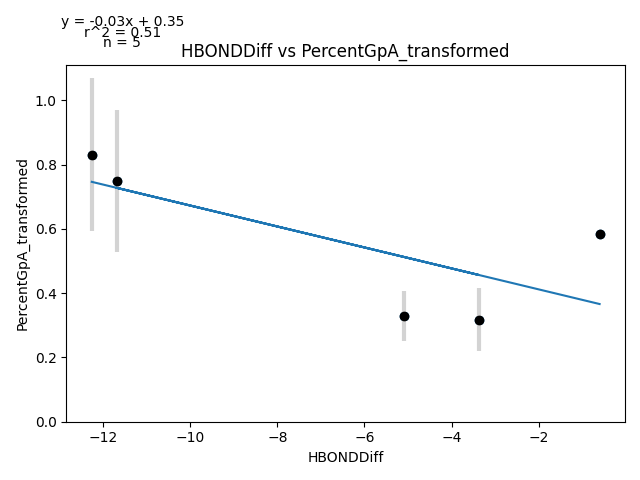 y = -0.03x + 0.35
r^2 = 0.51
n = 5
HBONDDiff vs PercentGpA_transformed
PercentGpA_transformed
1.0
0.8
0.6
0.4
0.2
0.0
−12
−10
−8
−6
−4
−2
HBONDDiff